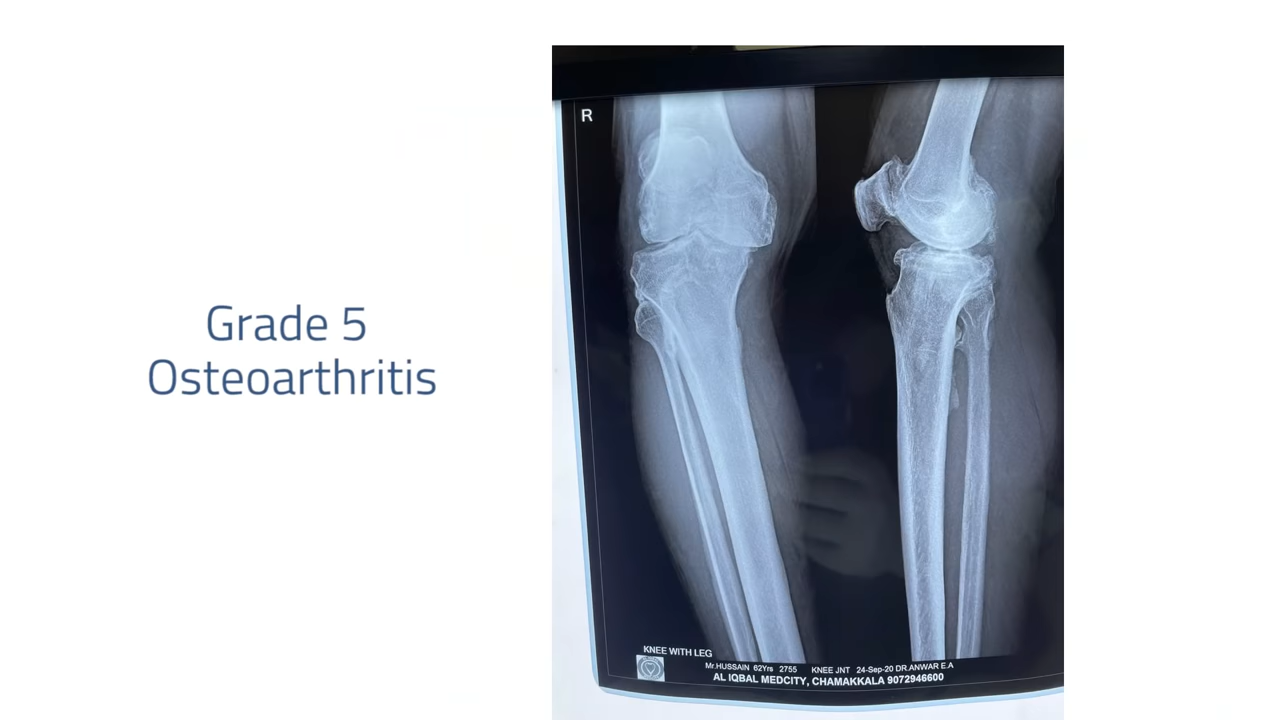 Grade 5
Osteoarthritis
R
KNEE WITH LEG
Mr.HUSSAIN 62Yrs 2755 KNEE JNT 24-Sep-20 DR.ANWAR E.A
AL IQBAL MEDCITY, CHAMAKKALA 9072946600